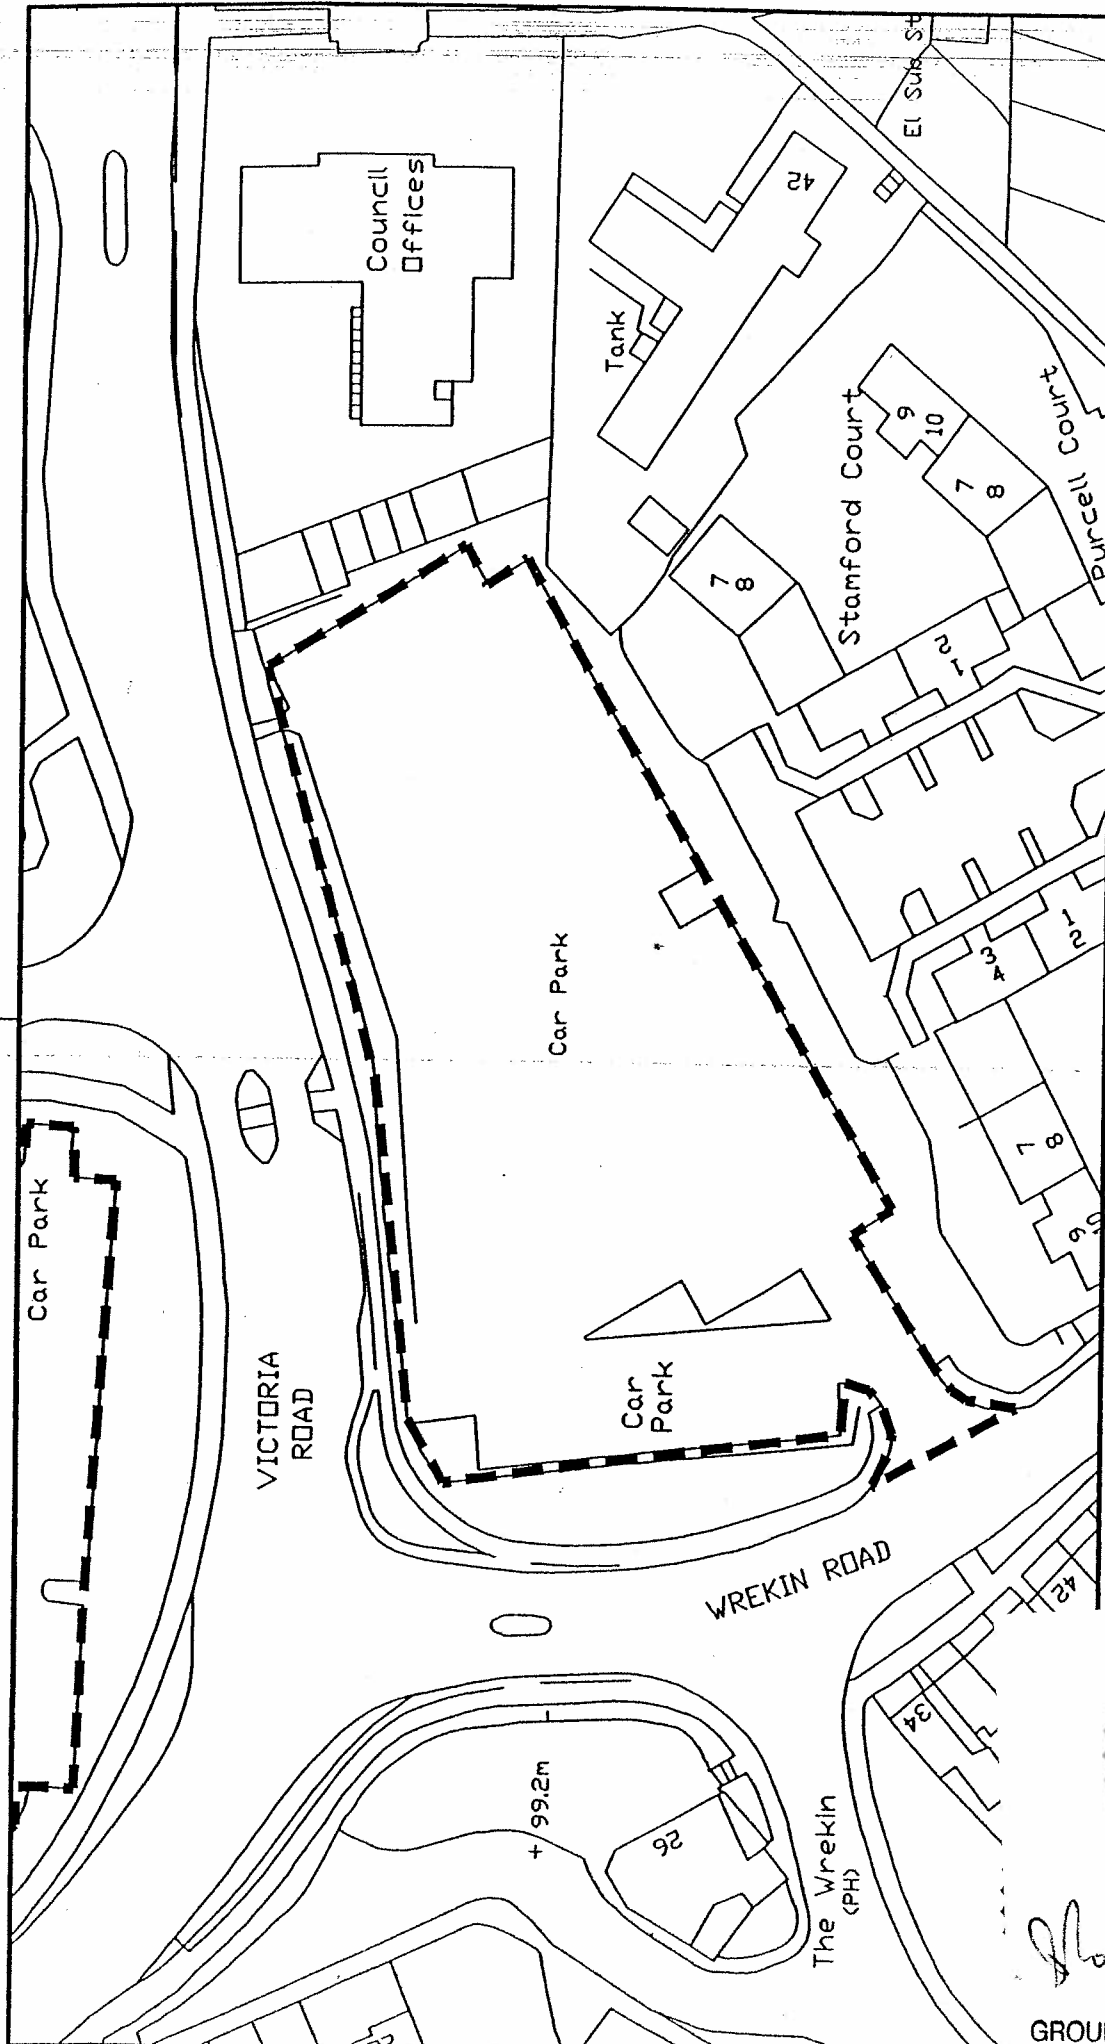 El Sub St
42
Council
Offices
Tank
Stamford Court
9
10
7
8
Purcell Court
7
8
1
2
Car Park
3
4
1
2
7
8
9
Car Park
VICTORIA
ROAD
Car
Park
WREKIN ROAD
42
34
+ 99.2m
26
The Wrekin
(PH)
GROU